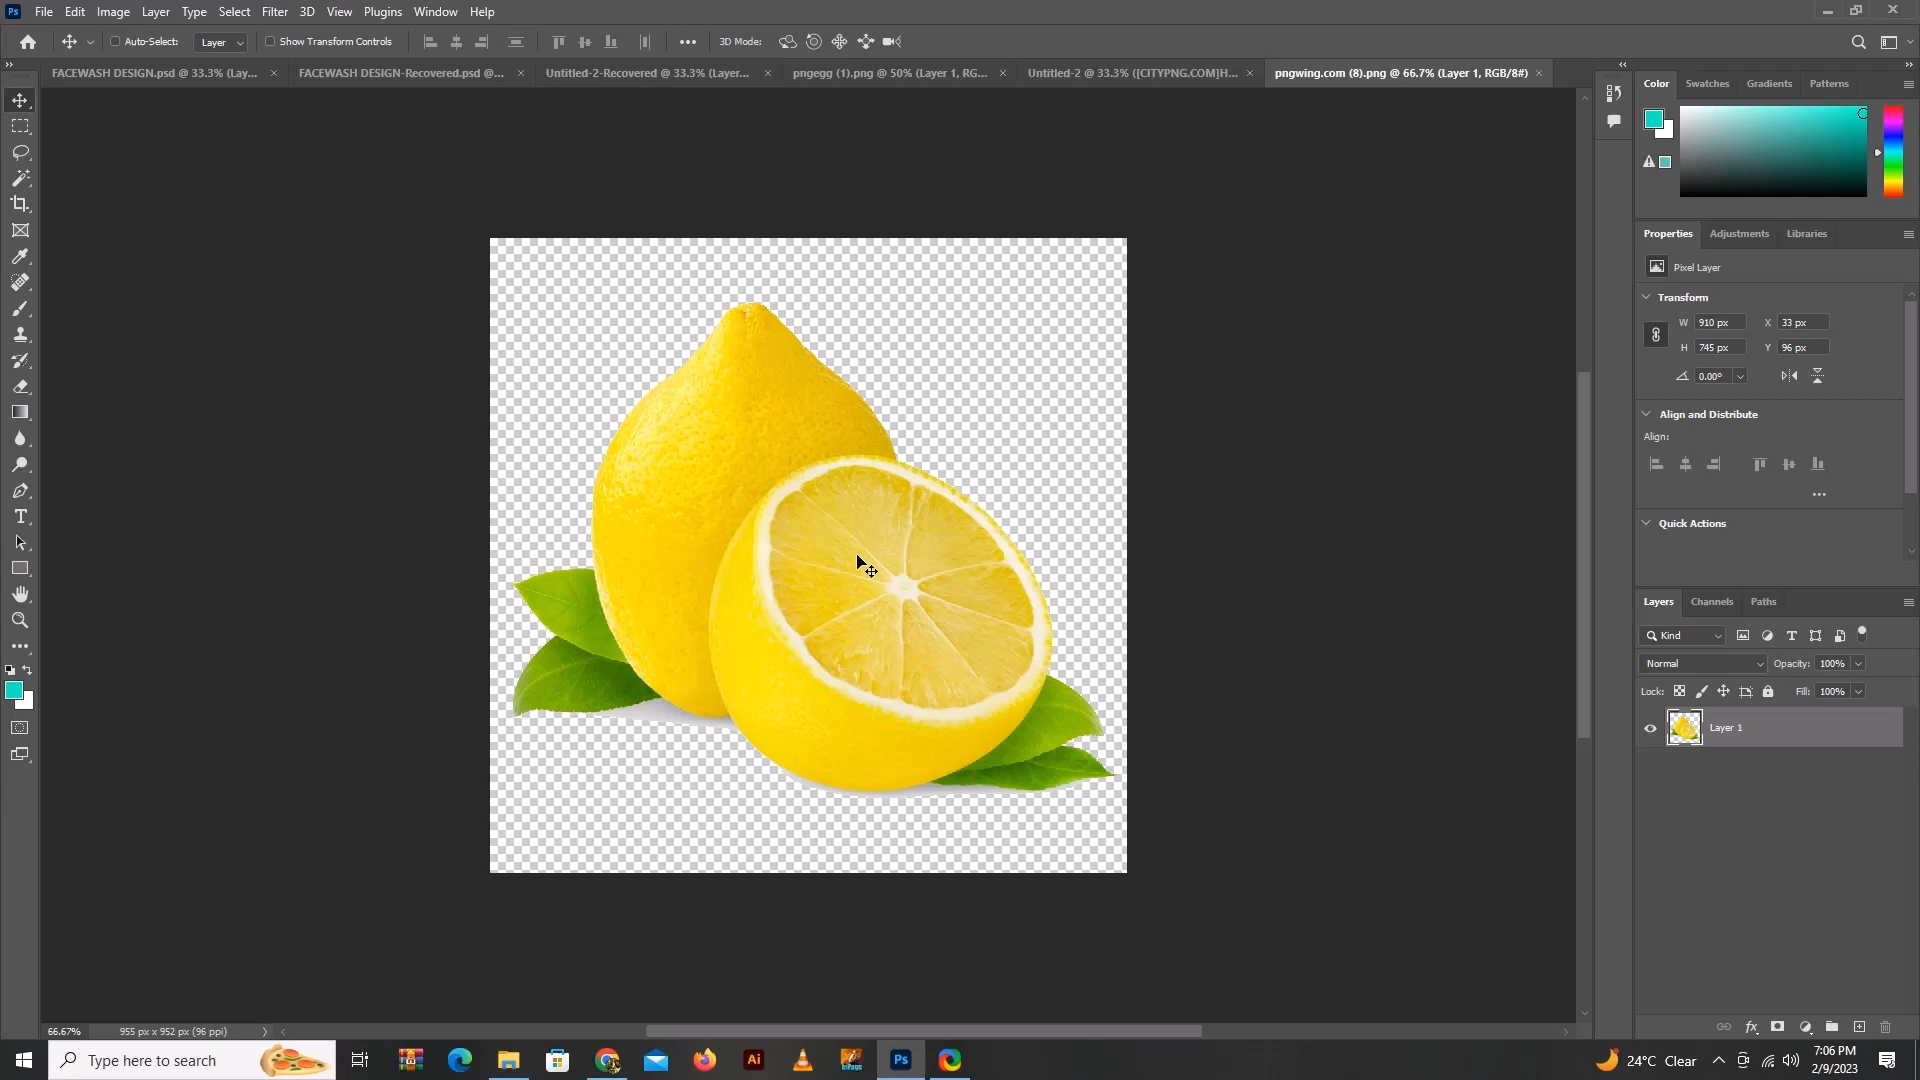 Ps File Edit Image Layer Type Select Filter 3D View Plugins Window Help
Auto-Select: Layer Show Transform Controls 3D Mode:
FACEWASH DESIGN.psd @ 33.3% (Lay... FACEWASH DESIGN-Recovered.psd @... Untitled-2-Recovered @ 33.3% (Layer... pngegg (1).png @ 50% (Layer 1, RG... Untitled-2 @ 33.3% ([CITYPNG.COM]H... pngwing.com (8).png @ 66.7% (Layer 1, RGB/8#)
Color Swatches Gradients Patterns
Properties Adjustments Libraries
Pixel Layer
Transform
W 910 px X 33 px
H 745 px Y 96 px
0.00°
Align and Distribute
Align:
Quick Actions
Layers Channels Paths
Kind
Normal Opacity: 100%
Lock: Fill: 100%
Layer 1
66.67% 955 px x 952 px (96 ppi)
Type here to search
Ai
InPage
Ps
24°C Clear
7:06 PM
2/9/2023